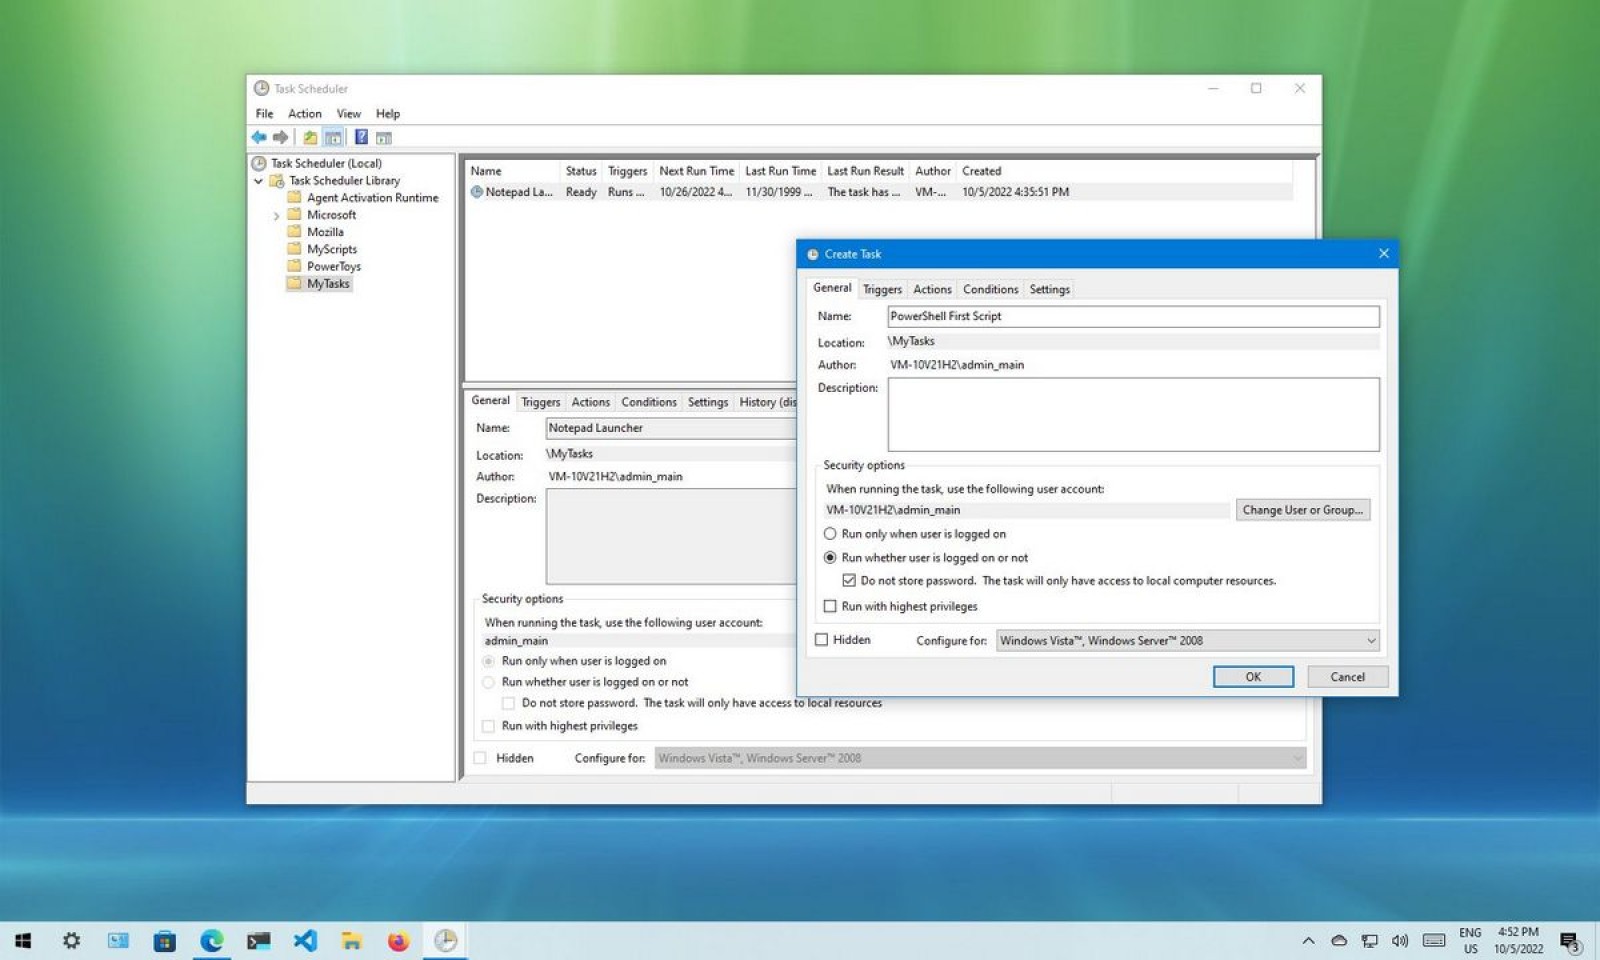 Task Scheduler
File Action View Help
Task Scheduler (Local)
Task Scheduler Library
Agent Activation Runtime
Microsoft
Mozilla
MyScripts
PowerToys
MyTasks
Name Status Triggers Next Run Time Last Run Time Last Run Result Author Created
Notepad La... Ready Runs ... 10/26/2022 4... 11/30/1999 ... The task has ... VM-... 10/5/2022 4:35:51 PM
General Triggers Actions Conditions Settings History (dis
Name: Notepad Launcher
Location: \MyTasks
Author: VM-10V21H2\admin_main
Description:
Security options
When running the task, use the following user account:
admin_main
Run only when user is logged on
Run whether user is logged on or not
Do not store password. The task will only have access to local resources
Run with highest privileges
Hidden Configure for: Windows Vista™, Windows Server™ 2008
Create Task
General Triggers Actions Conditions Settings
Name: PowerShell First Script
Location: \MyTasks
Author: VM-10V21H2\admin_main
Description:
Security options
When running the task, use the following user account:
VM-10V21H2\admin_main Change User or Group...
Run only when user is logged on
Run whether user is logged on or not
Do not store password. The task will only have access to local computer resources.
Run with highest privileges
Hidden Configure for: Windows Vista™, Windows Server™ 2008
OK Cancel
ENG 4:52 PM
US 10/5/2022 3